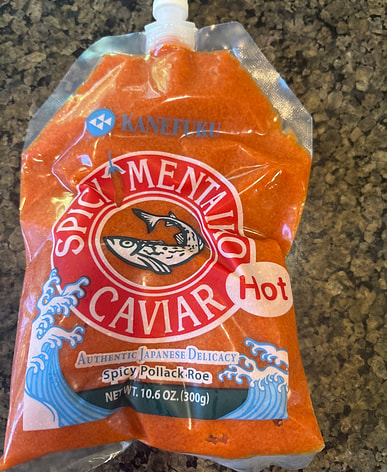 KANEFUKU
SPICY MENTAIKO
CAVIAR
Hot
AUTHENTIC JAPANESE DELICACY
Spicy Pollack Roe
NET WT. 10.6 OZ. (300g)